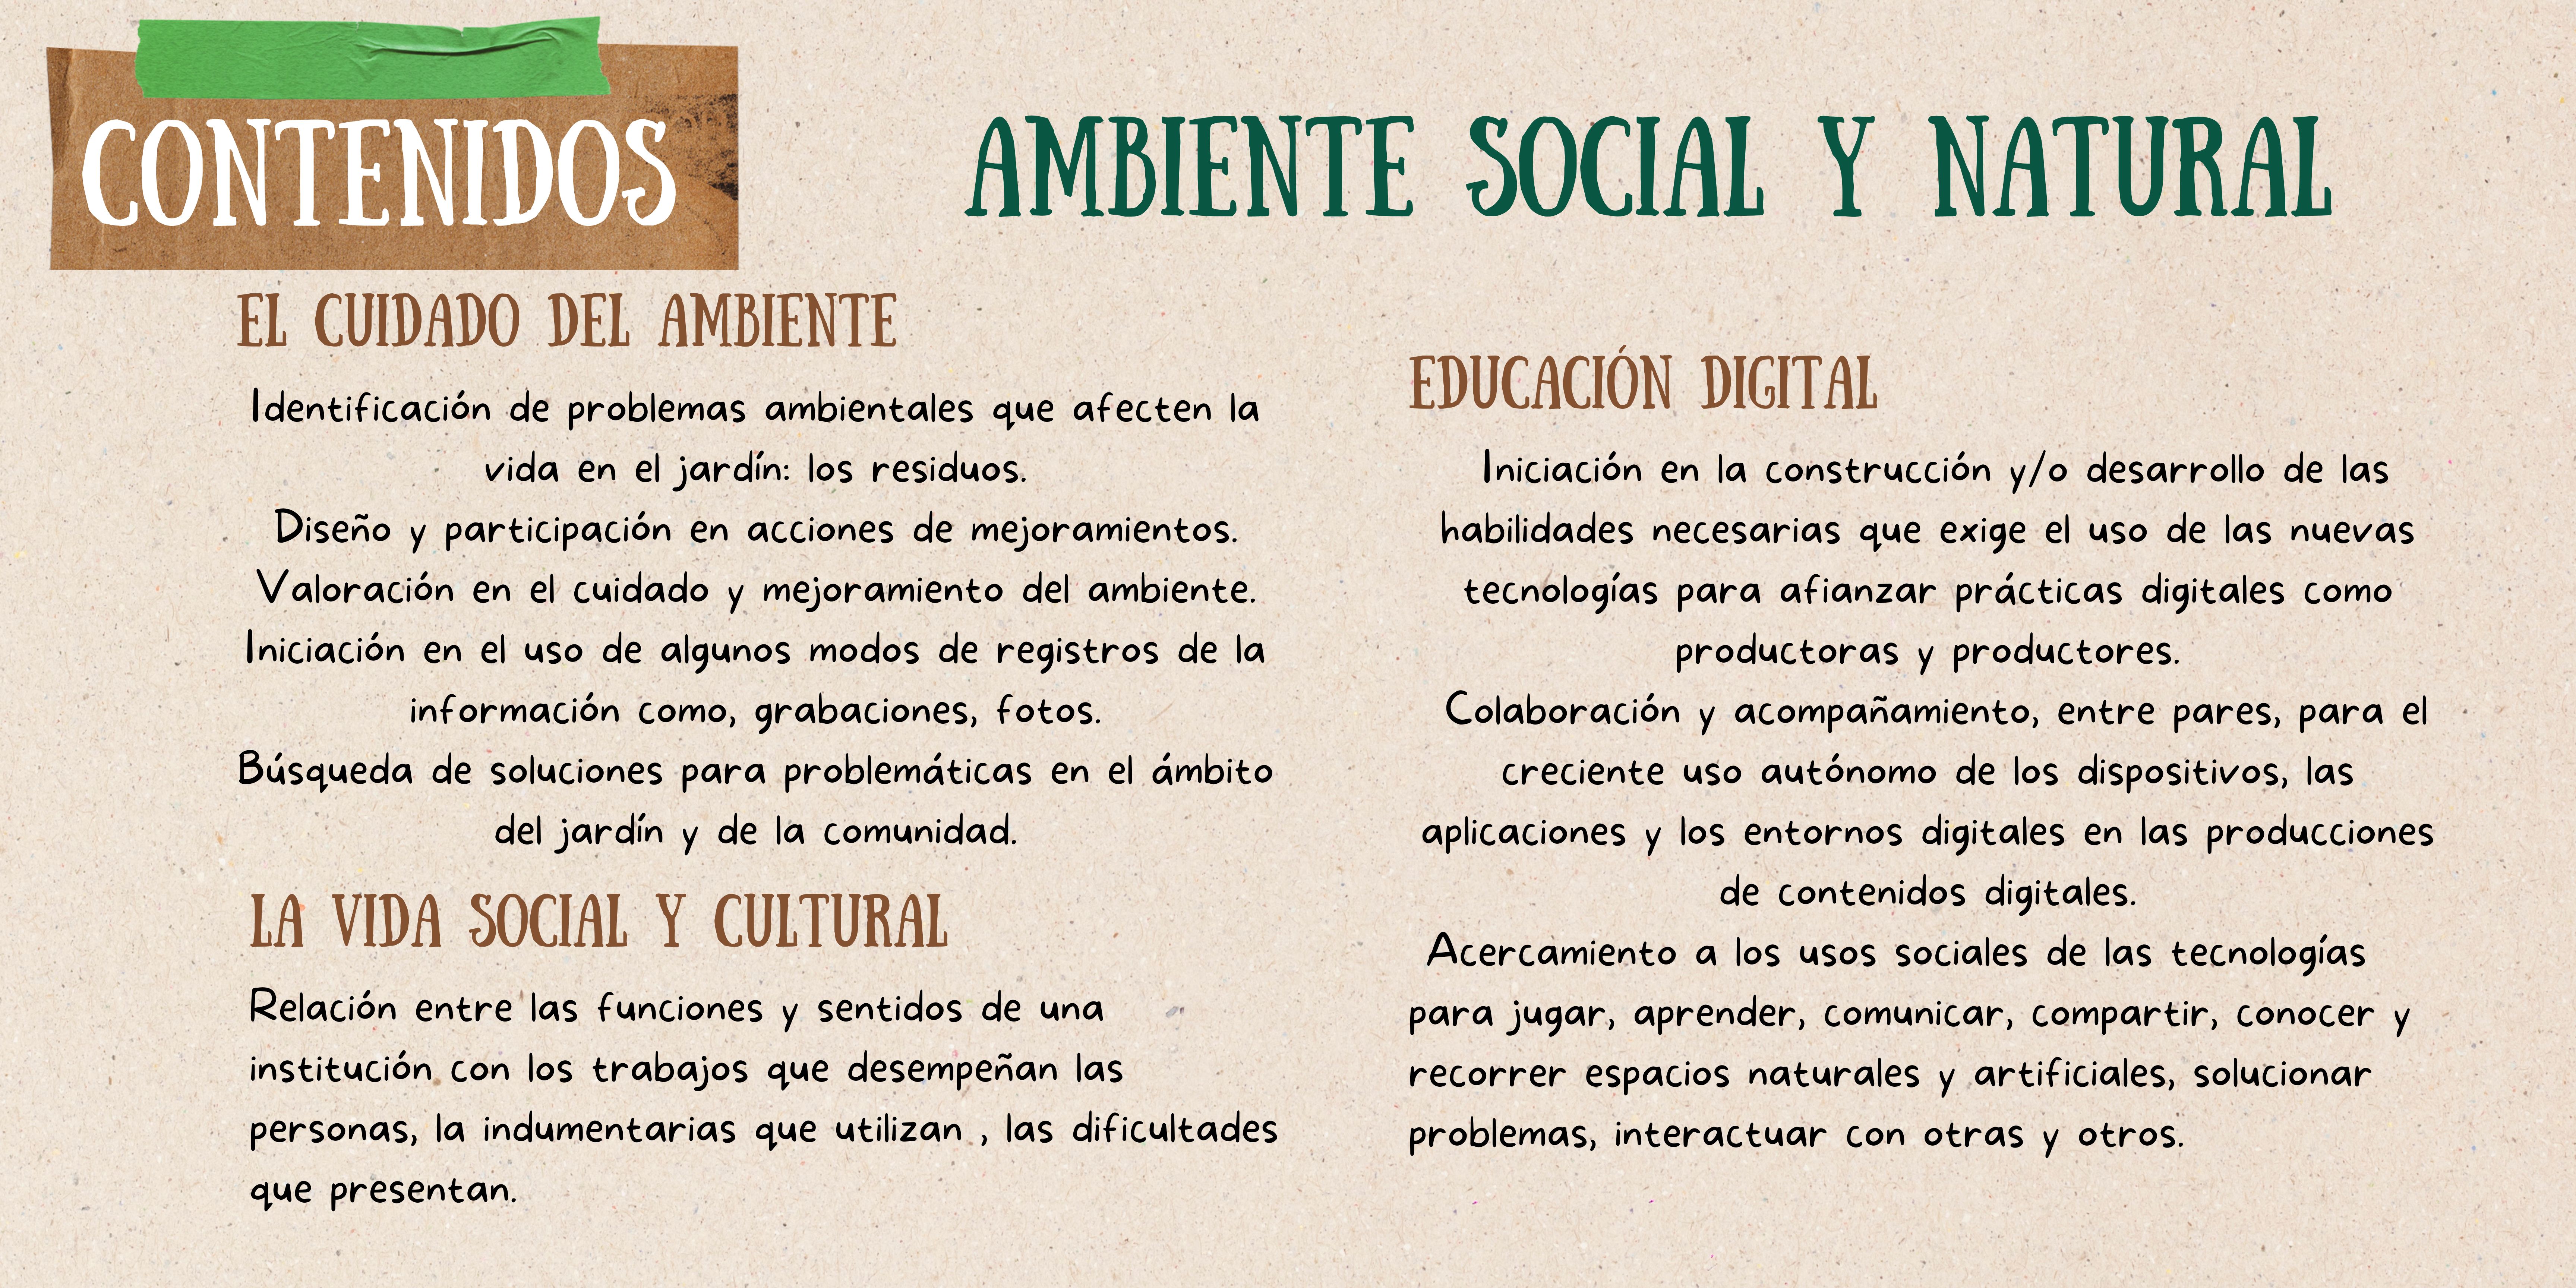 CONTENIDOS
AMBIENTE SOCIAL Y NATURAL
EL CUIDADO DEL AMBIENTE
Identificación de problemas ambientales que afecten la
vida en el jardín: los residuos.
Diseño y participación en acciones de mejoramientos.
Valoración en el cuidado y mejoramiento del ambiente.
Iniciación en el uso de algunos modos de registros de la
información como, grabaciones, fotos.
Búsqueda de soluciones para problemáticas en el ámbito
del jardín y de la comunidad.
LA VIDA SOCIAL Y CULTURAL
Relación entre las funciones y sentidos de una
institución con los trabajos que desempeñan las
personas, la indumentarias que utilizan , las dificultades
que presentan.
EDUCACIÓN DIGITAL
Iniciación en la construcción y/o desarrollo de las
habilidades necesarias que exige el uso de las nuevas
tecnologías para afianzar prácticas digitales como
productoras y productores.
Colaboración y acompañamiento, entre pares, para el
creciente uso autónomo de los dispositivos, las
aplicaciones y los entornos digitales en las producciones
de contenidos digitales.
Acercamiento a los usos sociales de las tecnologías
para jugar, aprender, comunicar, compartir, conocer y
recorrer espacios naturales y artificiales, solucionar
problemas, interactuar con otras y otros.